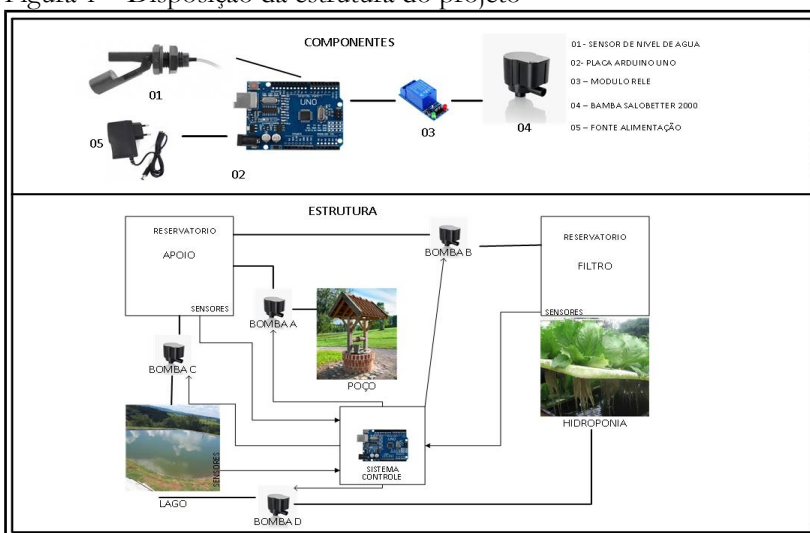 Figura 1 – Disposição da estrutura do projeto
COMPONENTES
01- SENSOR DE NIVEL DE AGUA
02- PLACA ARDUINO UNO
03 – MODULO RELE
04 – BAMBA SALOBETTER 2000
05 – FONTE ALIMENTAÇÃO
01
UNO
03
04
05
02
ESTRUTURA
RESERVATORIO
APOIO
SENSORES
BOMBA B
RESERVATORIO
FILTRO
SENSORES
BOMBA A
POÇO
BOMBA C
HIDROPONIA
SENSORES
LAGO
SISTEMA
CONTROLE
BOMBA D